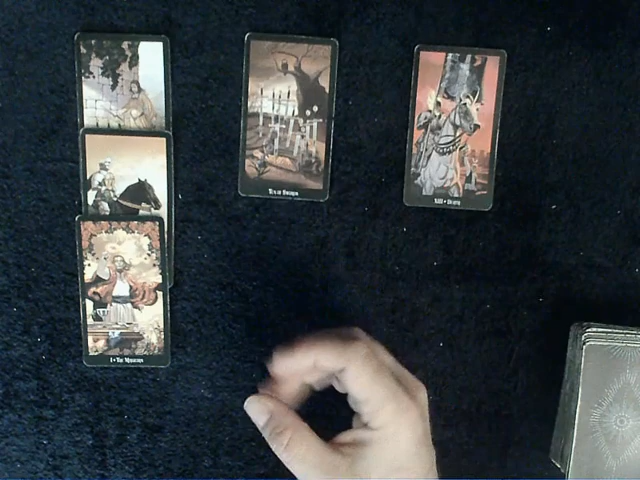 Ten of Swords
XIII • Death
I • The Magician